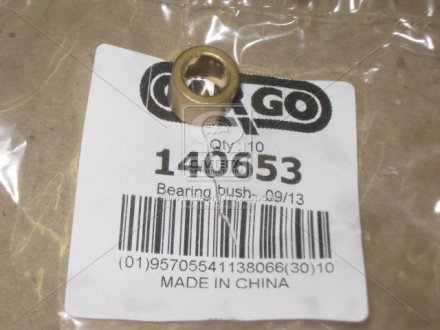 CARGO
Qty : 10
140653
Bearing bush 09/13
(01)95705541138066(30)10
MADE IN CHINA